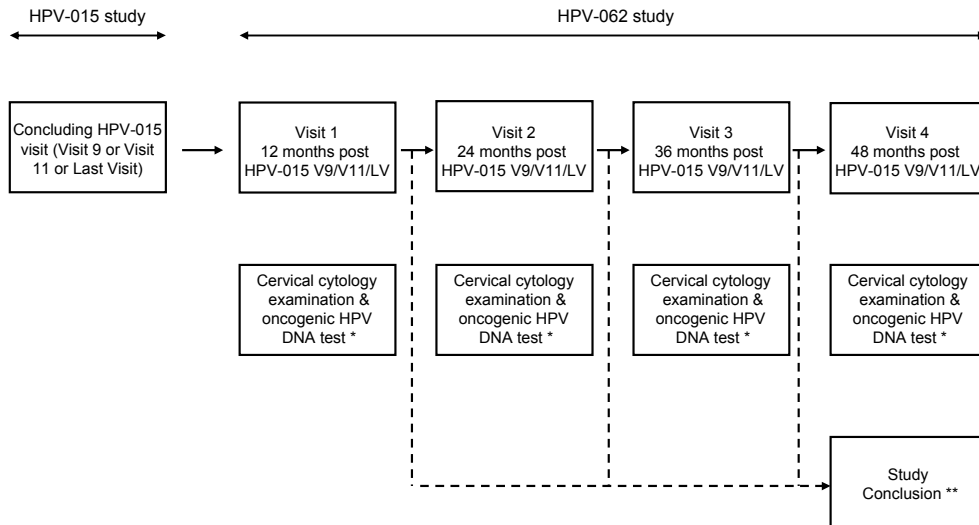 HPV-015 study
HPV-062 study
Concluding HPV-015
visit (Visit 9 or Visit
11 or Last Visit)
Visit 1
12 months post
HPV-015 V9/V11/LV
Visit 2
24 months post
HPV-015 V9/V11/LV
Visit 3
36 months post
HPV-015 V9/V11/LV
Visit 4
48 months post
HPV-015 V9/V11/LV
Cervical cytology
examination &
oncogenic HPV
DNA test *
Cervical cytology
examination &
oncogenic HPV
DNA test *
Cervical cytology
examination &
oncogenic HPV
DNA test *
Cervical cytology
examination &
oncogenic HPV
DNA test *
Study
Conclusion **